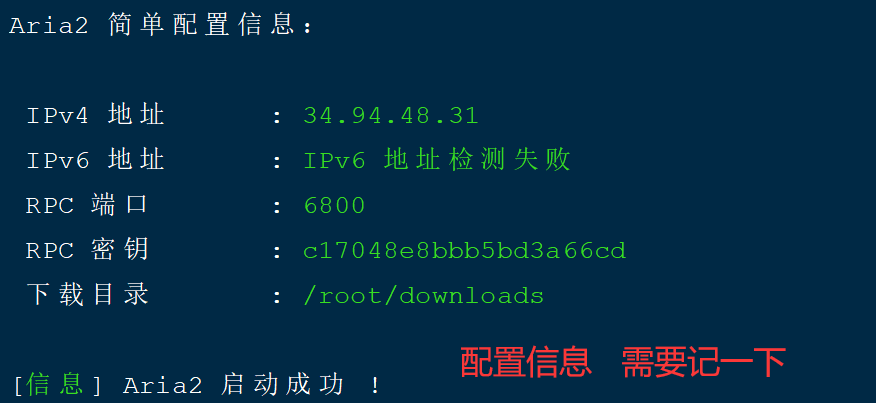 Aria2 简单配置信息：
IPv4 地址 : 34.94.48.31
IPv6 地址 : IPv6 地址检测失败
RPC 端口 : 6800
RPC 密钥 : c17048e8bbb5bd3a66cd
下载目录 : /root/downloads
配置信息 需要记一下
[信息] Aria2 启动成功 !